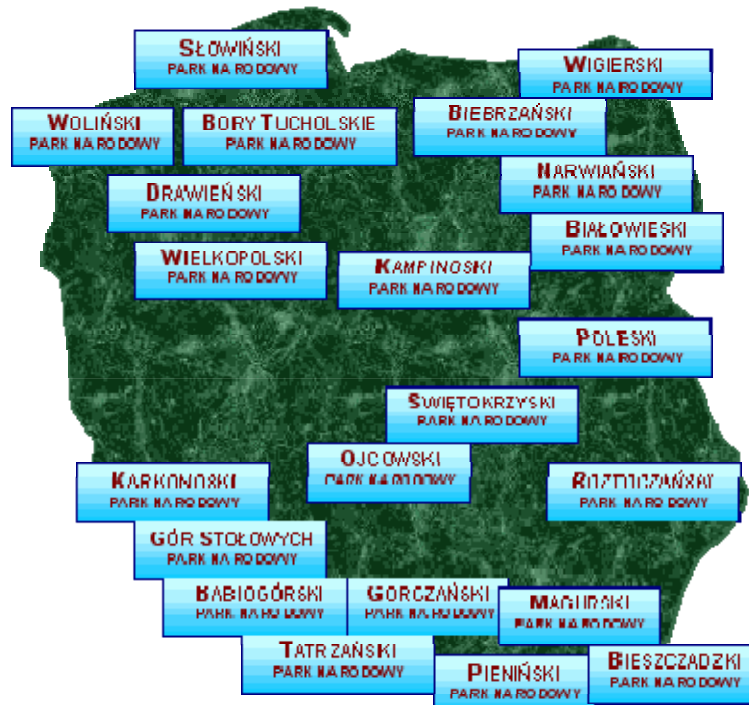 SŁOWIŃSKI
PARK NARODOWY
WIGIERSKI
PARK NARODOWY
WOLIŃSKI
PARK NARODOWY
BORY TUCHOLSKIE
PARK NARODOWY
BIEBRZAŃSKI
PARK NARODOWY
NARWIAŃSKI
PARK NARODOWY
DRAWIEŃSKI
PARK NARODOWY
BIAŁOWIESKI
PARK NARODOWY
WIELKOPOLSKI
PARK NARODOWY
KAMPINOSKI
PARK NARODOWY
POLESKI
PARK NARODOWY
ŚWIĘTOKRZYSKI
PARK NARODOWY
OJCOWSKI
PARK NARODOWY
KARKONOSKI
PARK NARODOWY
ROZTOCZAŃSKI
PARK NARODOWY
GÓR STOŁOWYCH
PARK NARODOWY
BABIOGÓRSKI
PARK NARODOWY
GORCZAŃSKI
PARK NARODOWY
MAGURSKI
PARK NARODOWY
TATRZAŃSKI
PARK NARODOWY
PIENIŃSKI
PARK NARODOWY
BIESZCZADZKI
PARK NARODOWY